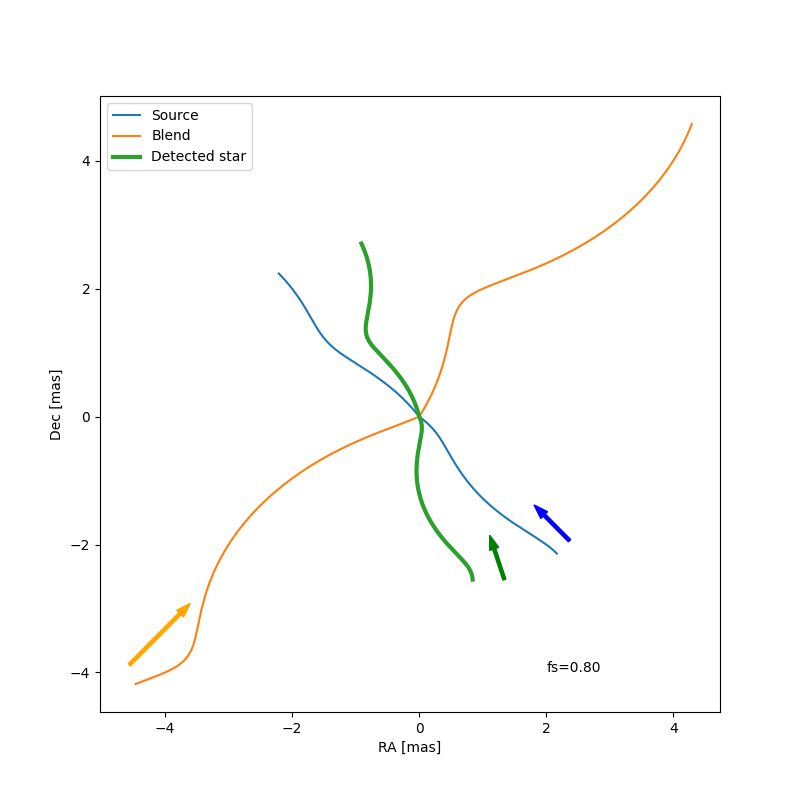 Source
Blend
Detected star
4
2
0
−2
−4
Dec [mas]
fs=0.80
−4
−2
0
2
4
RA [mas]